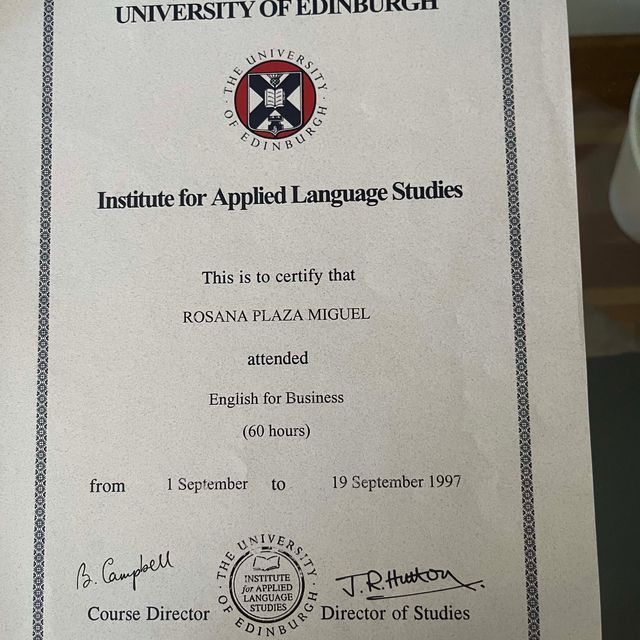 UNIVERSITY OF EDINBURGH
THE UNIVERSITY OF EDINBURGH
Institute for Applied Language Studies
This is to certify that
ROSANA PLAZA MIGUEL
attended
English for Business
(60 hours)
from 1 September to 19 September 1997
B. Campbell
THE UNIVERSITY OF EDINBURGH
INSTITUTE
for APPLIED
LANGUAGE
STUDIES
J.R.Hutton
Course Director
Director of Studies